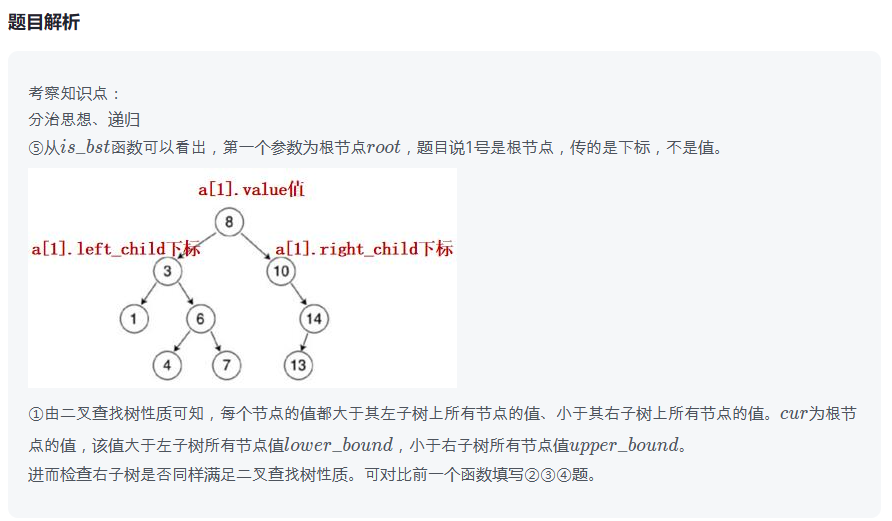 题目解析
考察知识点：
分治思想、递归
⑤从is_bst函数可以看出，第一个参数为根节点root，题目说1号是根节点，传的是下标，不是值。
a[1].value值
8
a[1].left_child下标
a[1].right_child下标
3
10
1
6
14
4
7
13
①由二叉查找树性质可知，每个节点的值都大于其左子树上所有节点的值、小于其右子树上所有节点的值。cur为根节
点的值，该值大于左子树所有节点值lower_bound，小于右子树所有节点值upper_bound。
进而检查右子树是否同样满足二叉查找树性质。可对比前一个函数填写②③④题。